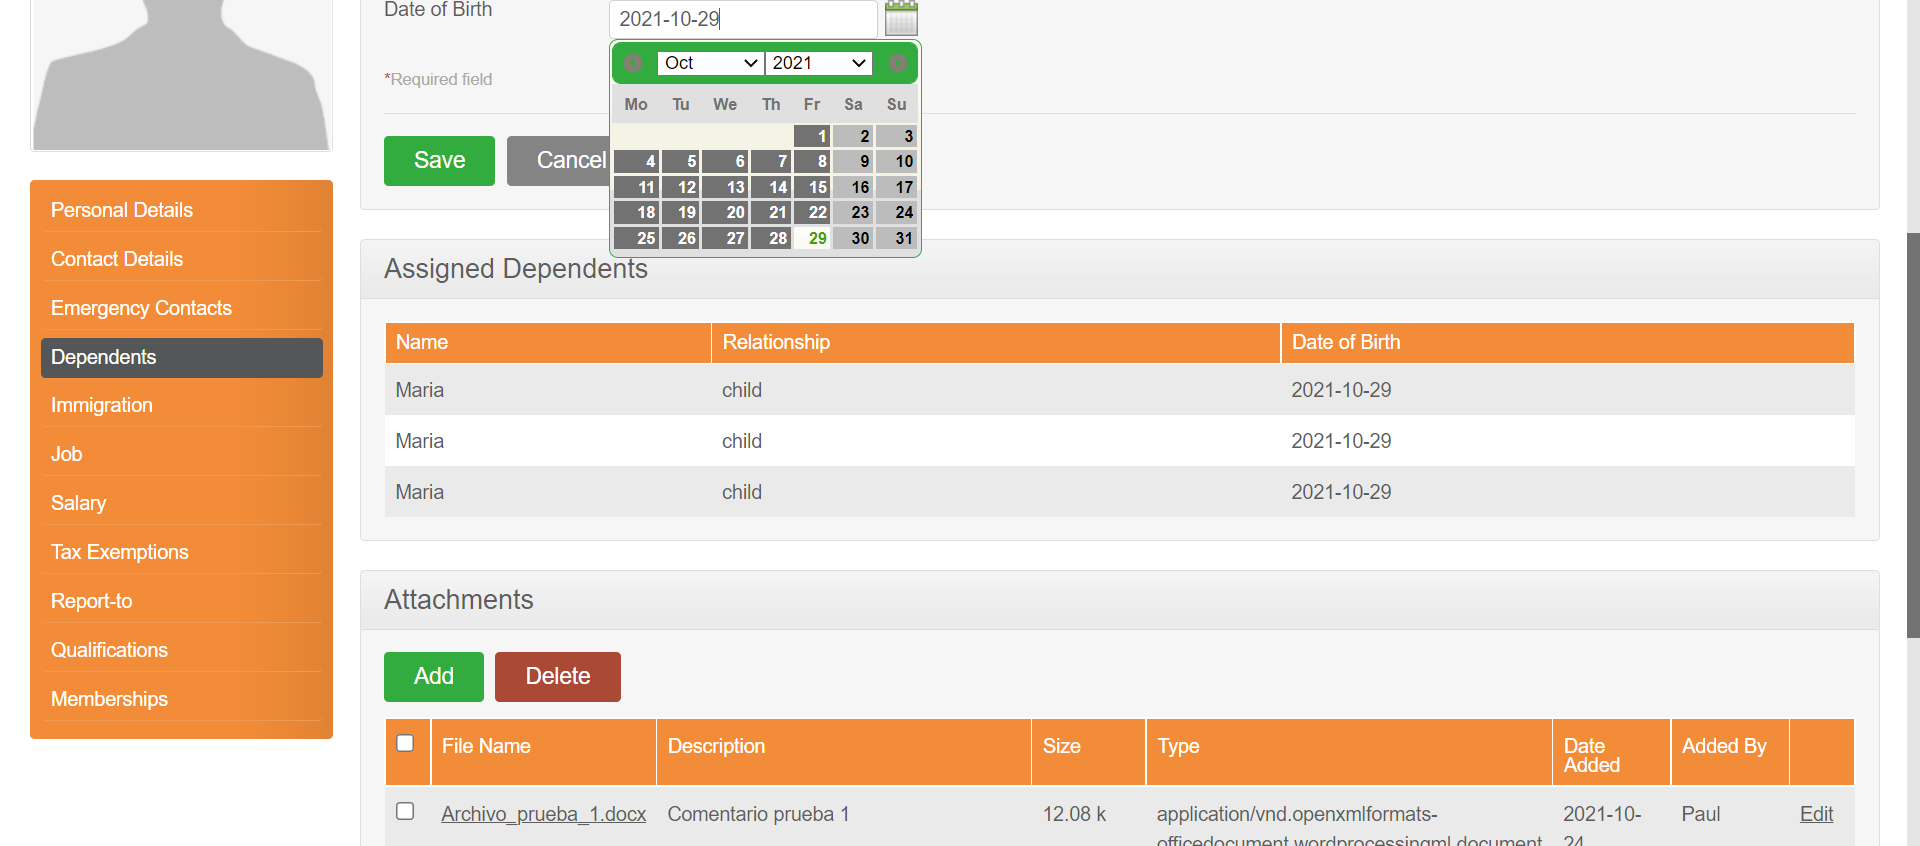 Date of Birth
2021-10-29
Oct 2021
Mo Tu We Th Fr Sa Su
1 2 3
4 5 6 7 8 9 10
11 12 13 14 15 16 17
18 19 20 21 22 23 24
25 26 27 28 29 30 31
*Required field
Save Cancel
Personal Details
Contact Details
Emergency Contacts
Dependents
Immigration
Job
Salary
Tax Exemptions
Report-to
Qualifications
Memberships
Assigned Dependents
Name Relationship Date of Birth
Maria child 2021-10-29
Maria child 2021-10-29
Maria child 2021-10-29
Attachments
Add Delete
File Name Description Size Type Date Added Added By
Archivo_prueba_1.docx Comentario prueba 1 12.08 k application/vnd.openxmlformats- 2021-10- Paul Edit
officedocument.wordprocessingml.document 24